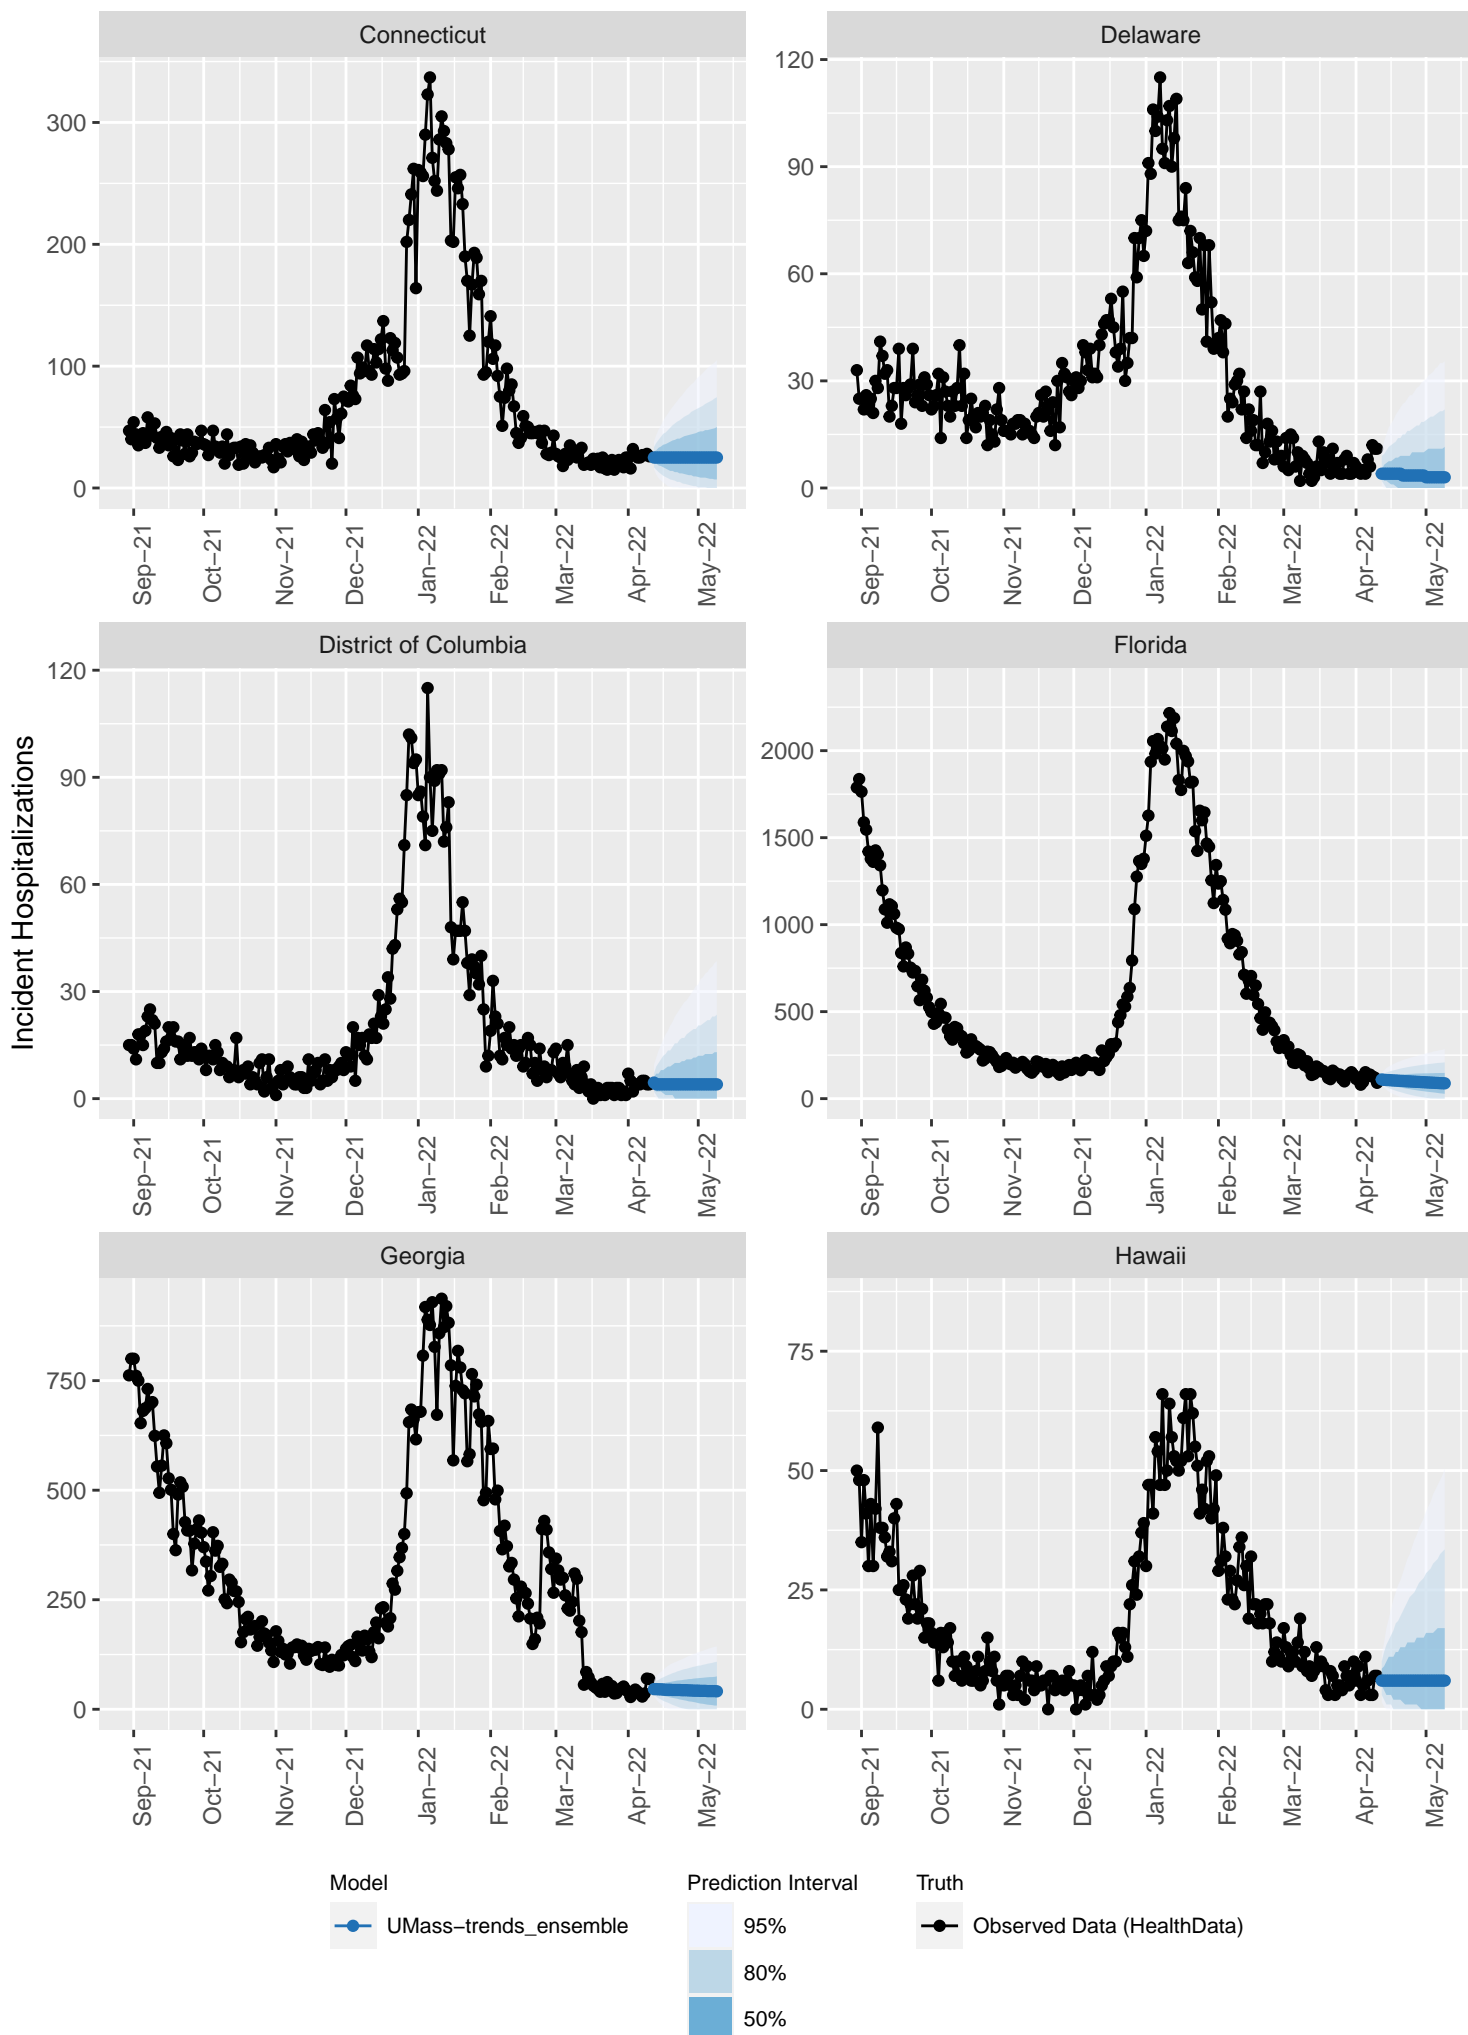 Connecticut
Delaware
300
200
100
0
120
90
60
30
0
Sep−21
Oct−21
Nov−21
Dec−21
Jan−22
Feb−22
Mar−22
Apr−22
May−22
Sep−21
Oct−21
Nov−21
Dec−21
Jan−22
Feb−22
Mar−22
Apr−22
May−22
Incident Hospitalizations
District of Columbia
Florida
120
90
60
30
0
2000
1500
1000
500
0
Sep−21
Oct−21
Nov−21
Dec−21
Jan−22
Feb−22
Mar−22
Apr−22
May−22
Sep−21
Oct−21
Nov−21
Dec−21
Jan−22
Feb−22
Mar−22
Apr−22
May−22
Georgia
Hawaii
750
500
250
0
75
50
25
0
Sep−21
Oct−21
Nov−21
Dec−21
Jan−22
Feb−22
Mar−22
Apr−22
May−22
Sep−21
Oct−21
Nov−21
Dec−21
Jan−22
Feb−22
Mar−22
Apr−22
May−22
Model
UMass−trends_ensemble
Prediction Interval
95%
80%
50%
Truth
Observed Data (HealthData)